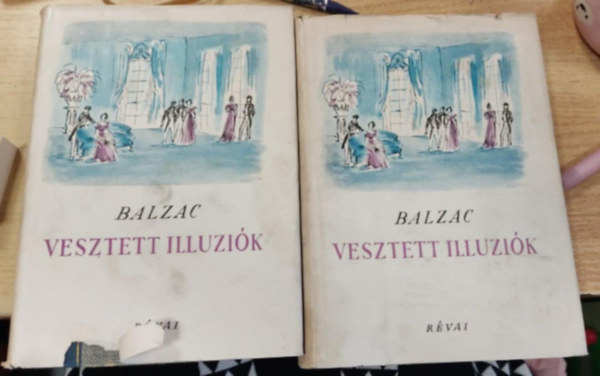 BALZAC
VESZTETT ILLUZIÓK
RÉVAI
BALZAC
VESZTETT ILLUZIÓK
RÉVAI